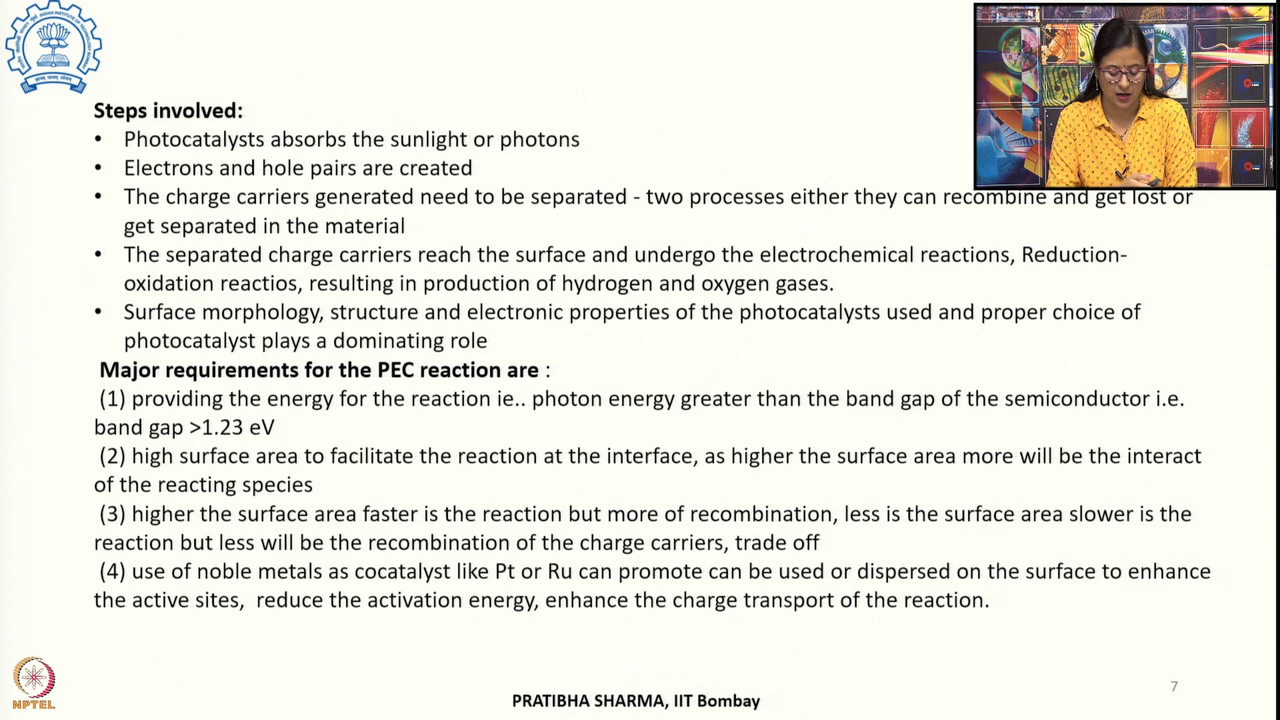 Steps involved:
• Photocatalysts absorbs the sunlight or photons
• Electrons and hole pairs are created
• The charge carriers generated need to be separated - two processes either they can recombine and get lost or
get separated in the material
• The separated charge carriers reach the surface and undergo the electrochemical reactions, Reduction-
oxidation reactios, resulting in production of hydrogen and oxygen gases.
• Surface morphology, structure and electronic properties of the photocatalysts used and proper choice of
photocatalyst plays a dominating role
Major requirements for the PEC reaction are :
(1) providing the energy for the reaction ie.. photon energy greater than the band gap of the semiconductor i.e.
band gap >1.23 eV
(2) high surface area to facilitate the reaction at the interface, as higher the surface area more will be the interact
of the reacting species
(3) higher the surface area faster is the reaction but more of recombination, less is the surface area slower is the
reaction but less will be the recombination of the charge carriers, trade off
(4) use of noble metals as cocatalyst like Pt or Ru can promote can be used or dispersed on the surface to enhance
the active sites, reduce the activation energy, enhance the charge transport of the reaction.
7
NPTEL
PRATIBHA SHARMA, IIT Bombay